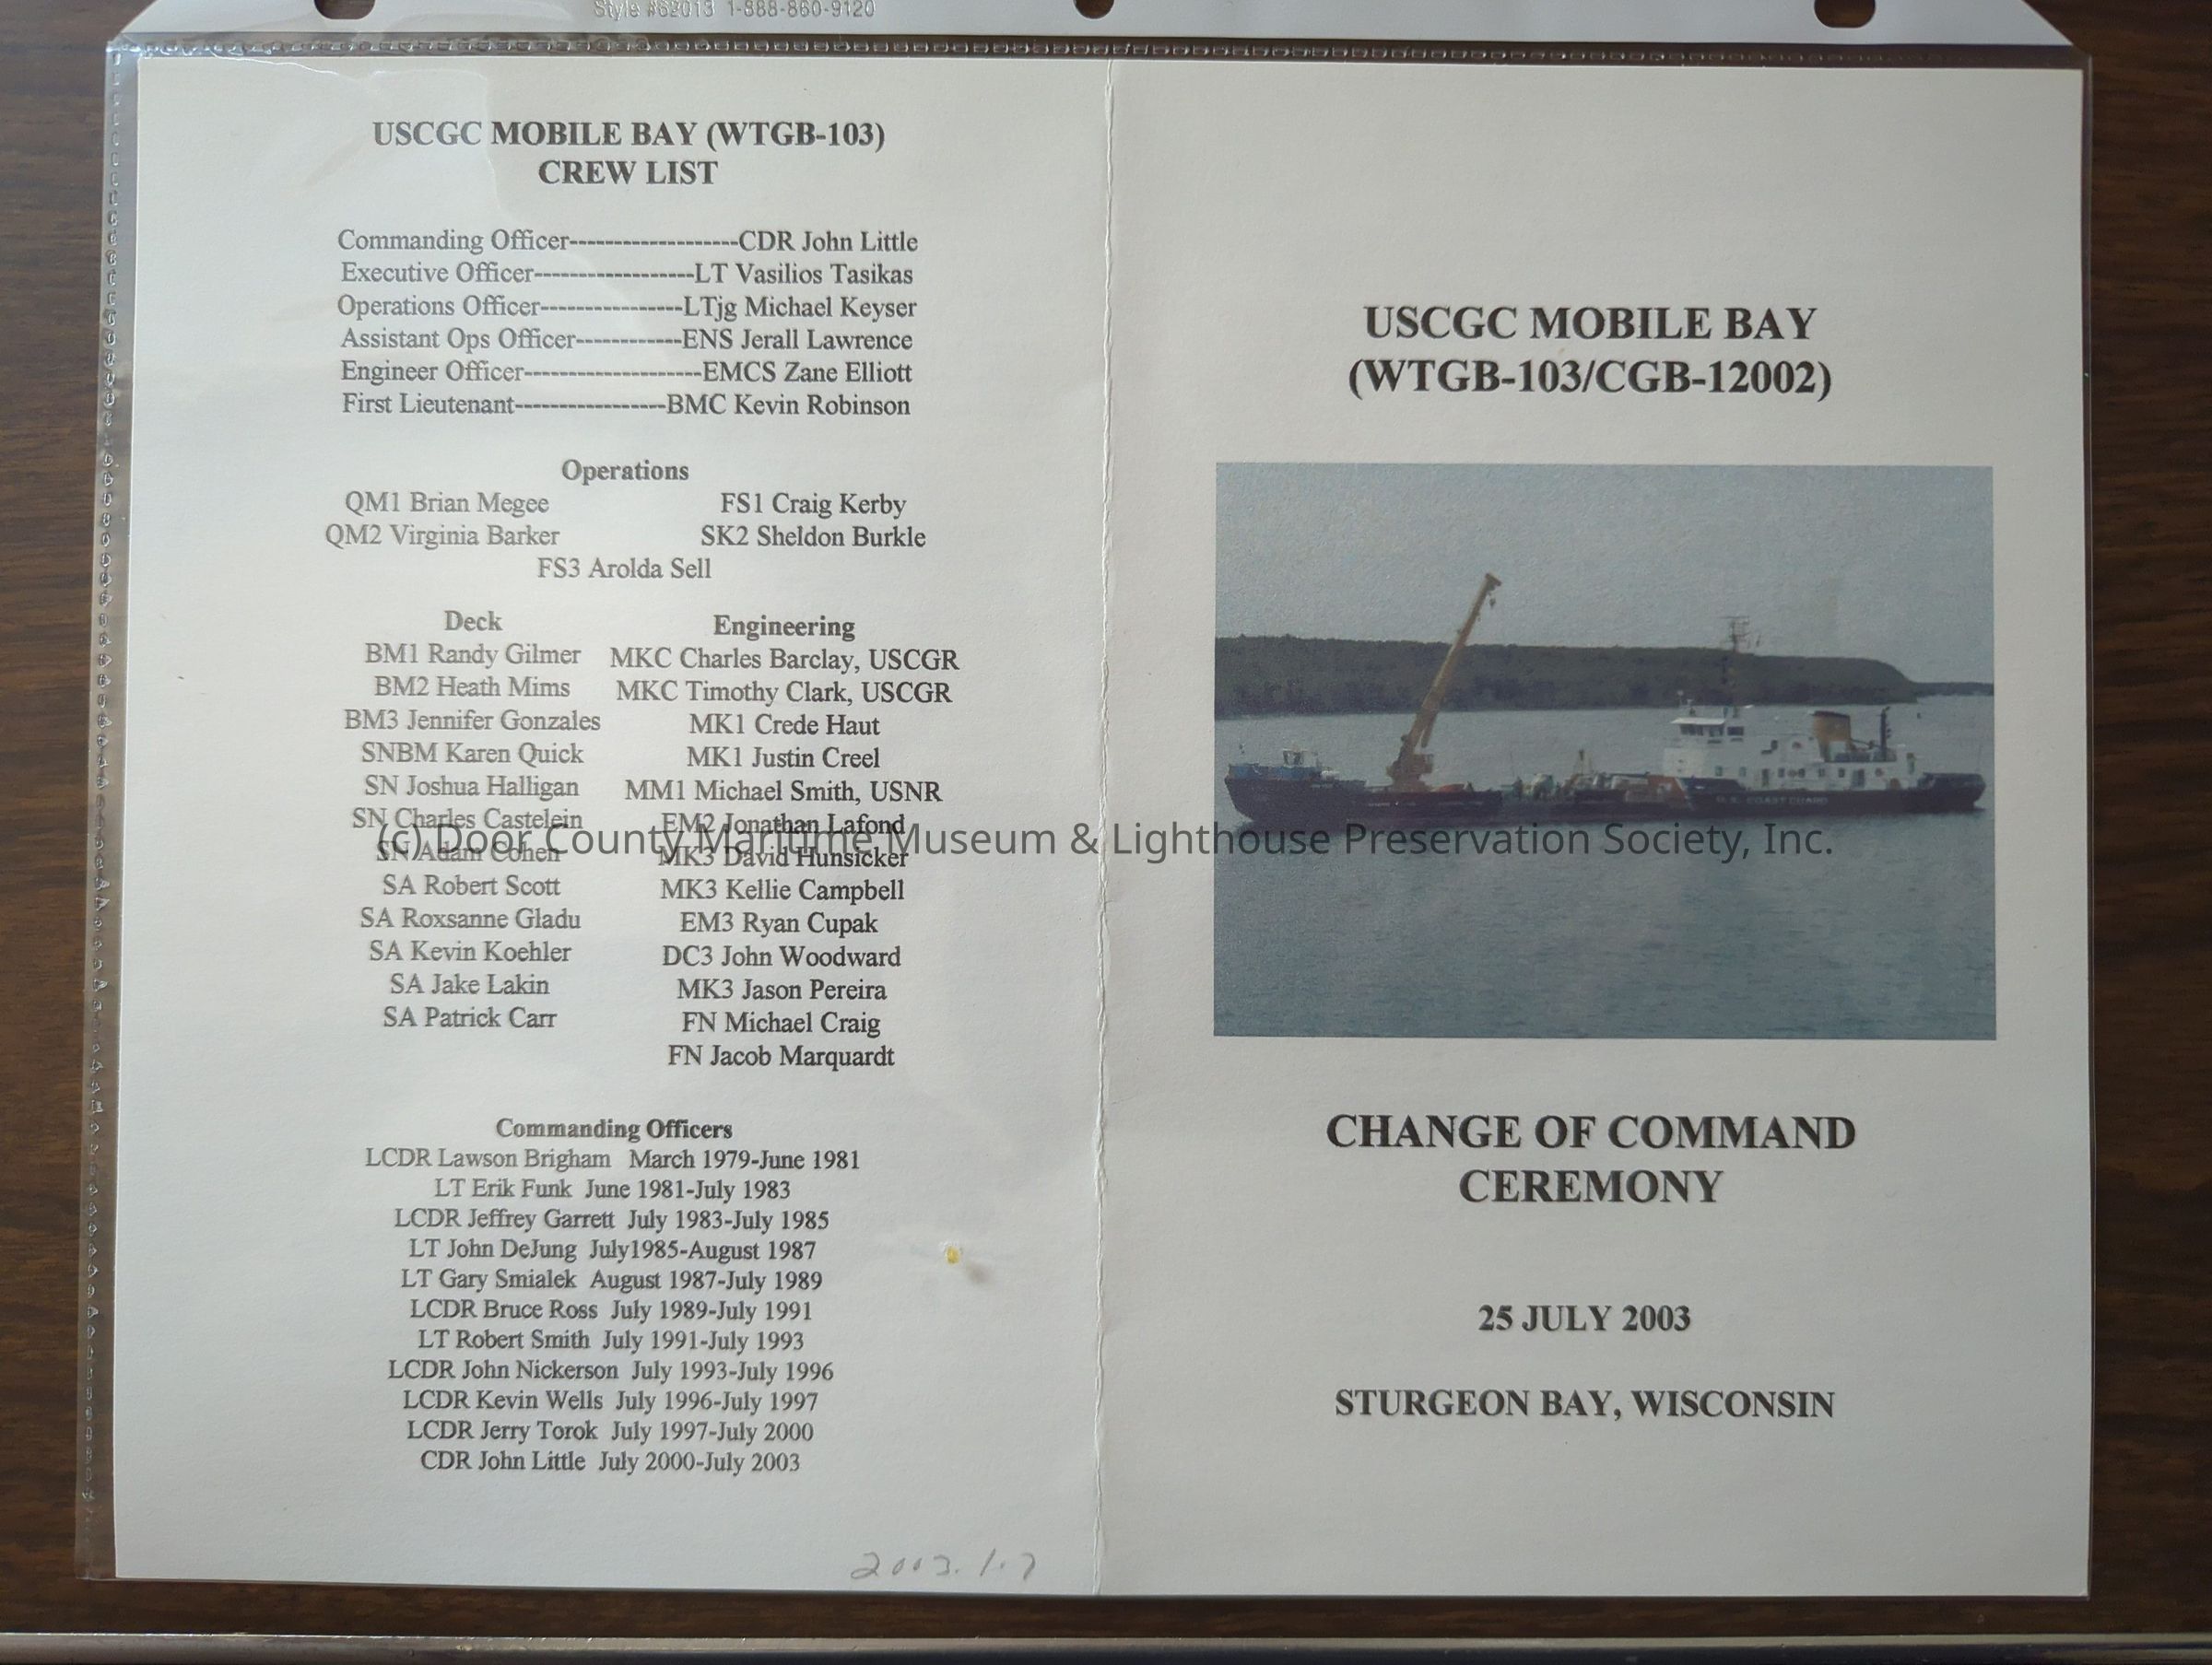 Style #62013 1-888-860-9120
USCGC MOBILE BAY (WTGB-103)
CREW LIST
Commanding Officer-------------------CDR John Little
Executive Officer------------------LT Vasilios Tasikas
Operations Officer----------------LTjg Michael Keyser
Assistant Ops Officer------------ENS Jerall Lawrence
Engineer Officer--------------------EMCS Zane Elliott
First Lieutenant-----------------BMC Kevin Robinson
Operations
QM1 Brian Megee FS1 Craig Kerby
QM2 Virginia Barker SK2 Sheldon Burkle
FS3 Arolda Sell
Deck Engineering
BM1 Randy Gilmer MKC Charles Barclay, USCGR
BM2 Heath Mims MKC Timothy Clark, USCGR
BM3 Jennifer Gonzales MK1 Crede Haut
SNBM Karen Quick MK1 Justin Creel
SN Joshua Halligan MM1 Michael Smith, USNR
SN Charles Castelein EM2 Jonathan Lafond
SN Adam Cohen MK3 David Hunsicker
SA Robert Scott MK3 Kellie Campbell
SA Roxsanne Gladu EM3 Ryan Cupak
SA Kevin Koehler DC3 John Woodward
SA Jake Lakin MK3 Jason Pereira
SA Patrick Carr FN Michael Craig
FN Jacob Marquardt
Commanding Officers
LCDR Lawson Brigham March 1979-June 1981
LT Erik Funk June 1981-July 1983
LCDR Jeffrey Garrett July 1983-July 1985
LT John DeJung July1985-August 1987
LT Gary Smialek August 1987-July 1989
LCDR Bruce Ross July 1989-July 1991
LT Robert Smith July 1991-July 1993
LCDR John Nickerson July 1993-July 1996
LCDR Kevin Wells July 1996-July 1997
LCDR Jerry Torok July 1997-July 2000
CDR John Little July 2000-July 2003
2003.1.7
USCGC MOBILE BAY
(WTGB-103/CGB-12002)
U.S. COAST GUARD
CHANGE OF COMMAND
CEREMONY
25 JULY 2003
STURGEON BAY, WISCONSIN
(c) Door County Maritime Museum & Lighthouse Preservation Society, Inc.